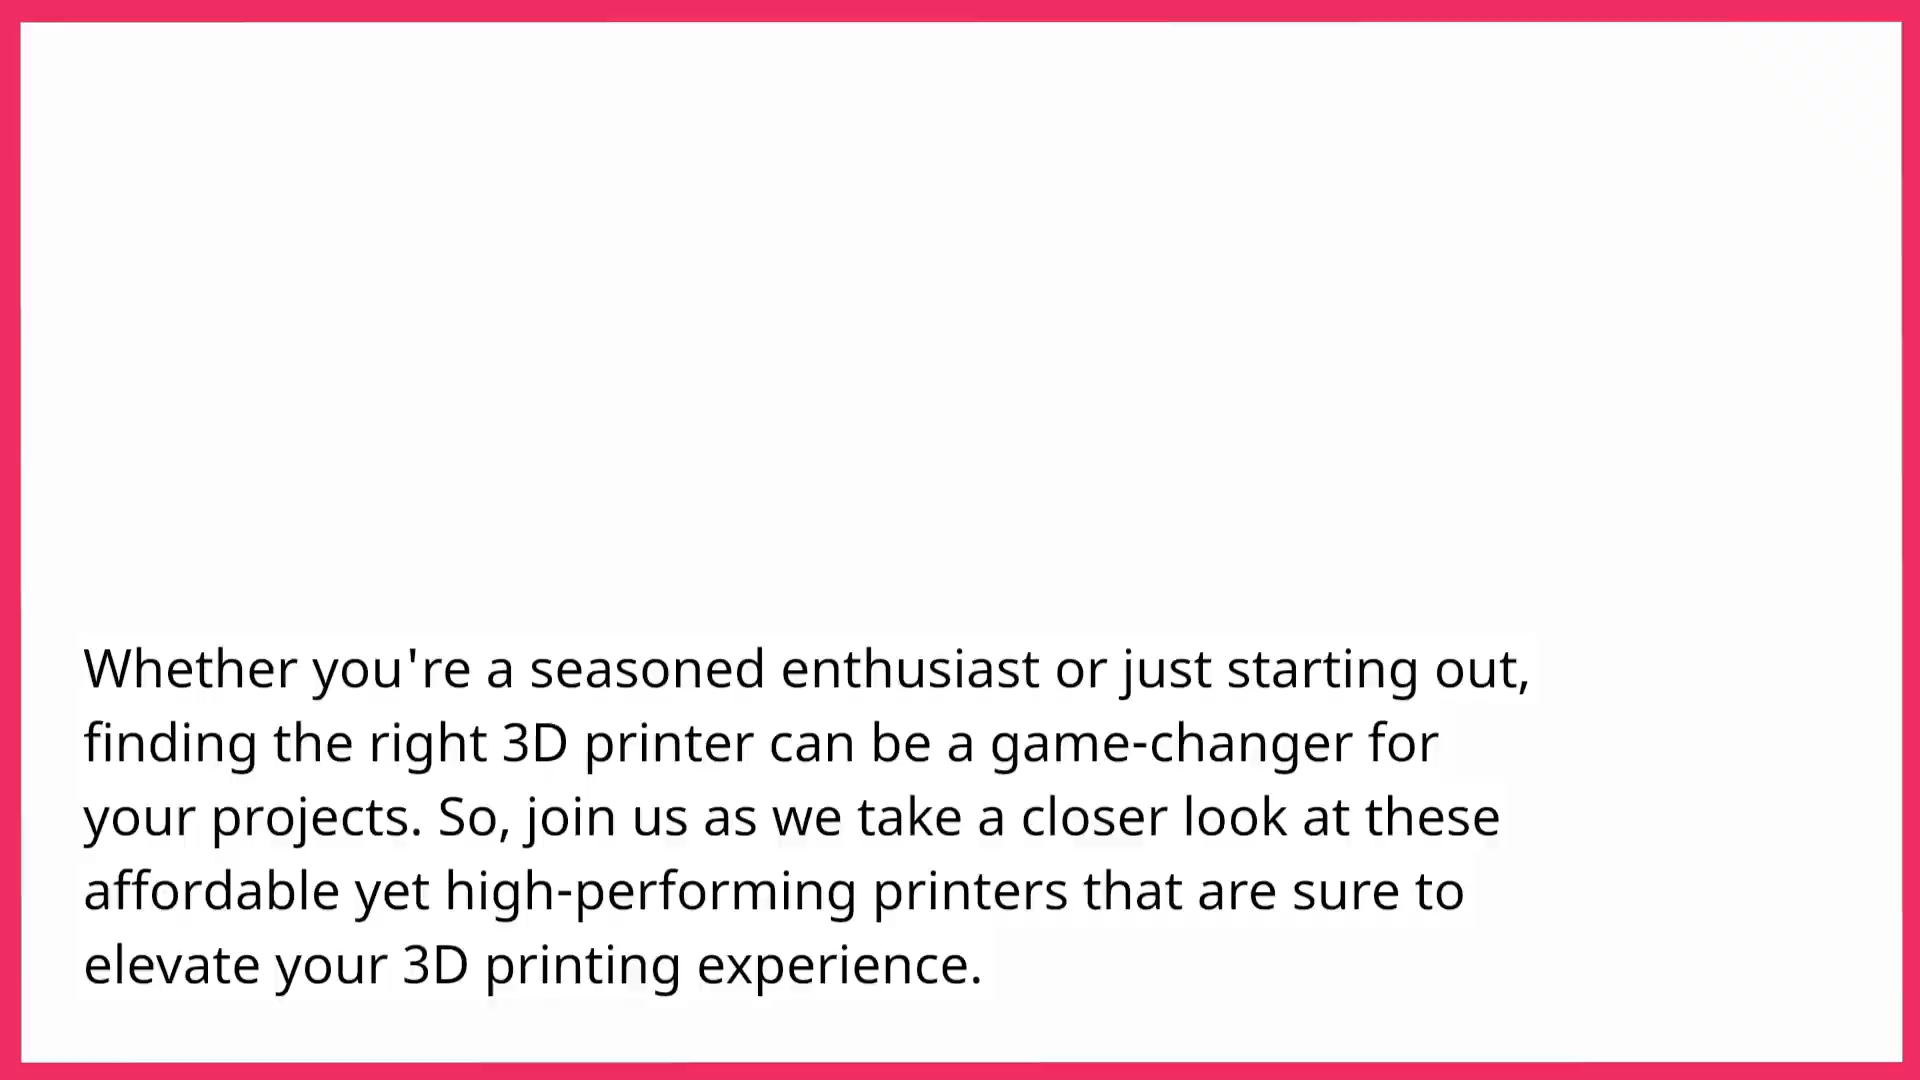 Whether you're a seasoned enthusiast or just starting out,
finding the right 3D printer can be a game-changer for
your projects. So, join us as we take a closer look at these
affordable yet high-performing printers that are sure to
elevate your 3D printing experience.